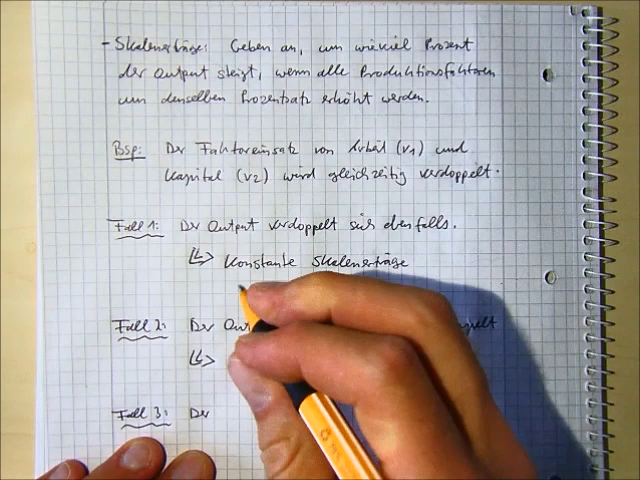 - Skalenerträge: Geben an, um wieviel Prozent
der Output steigt, wenn alle Produktionsfaktoren
um denselben Prozentsatz erhöht werden.
Bsp: Der Faktoreinsatz von Arbeit (v1) und
Kapital (v2) wird gleichzeitig verdoppelt.
Fall 1: Der Output verdoppelt sich ebenfalls.
↳> Konstante Skalenerträge
Fall 2: Der Out
↳>
Fall 3: Der